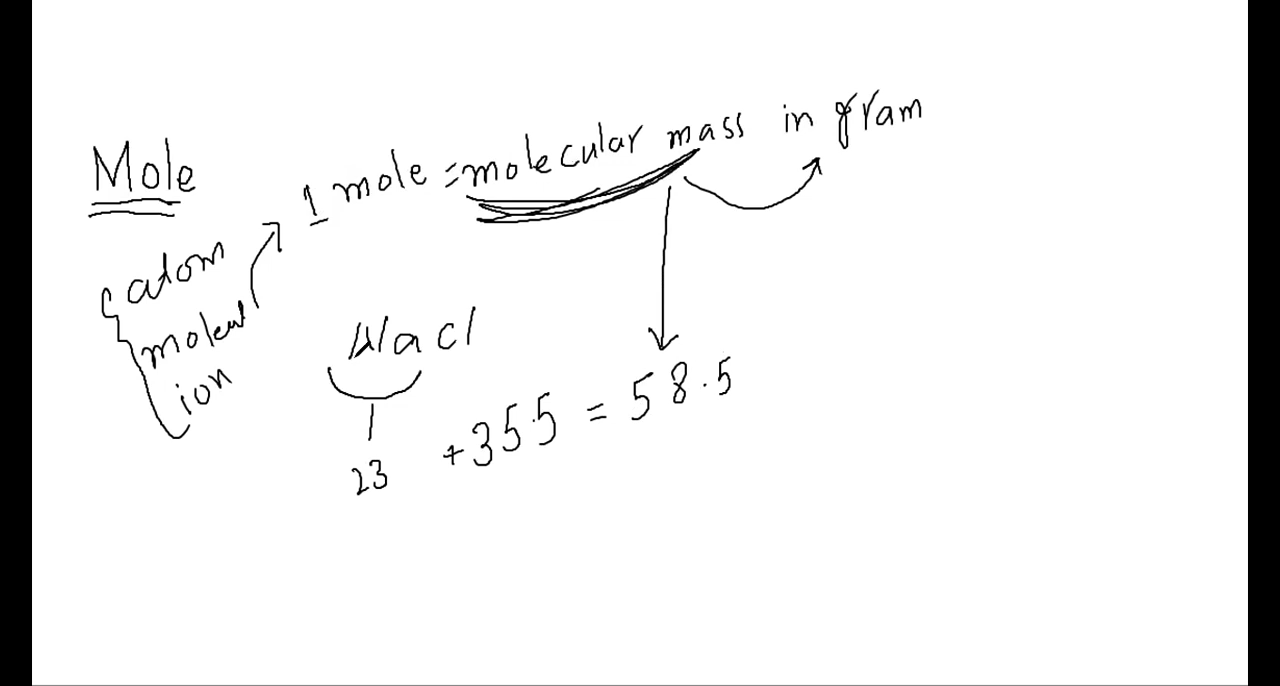 Mole
1 mole = molecular mass in gram
atom
molecul
ion
Nacl
23 +35.5 = 58.5